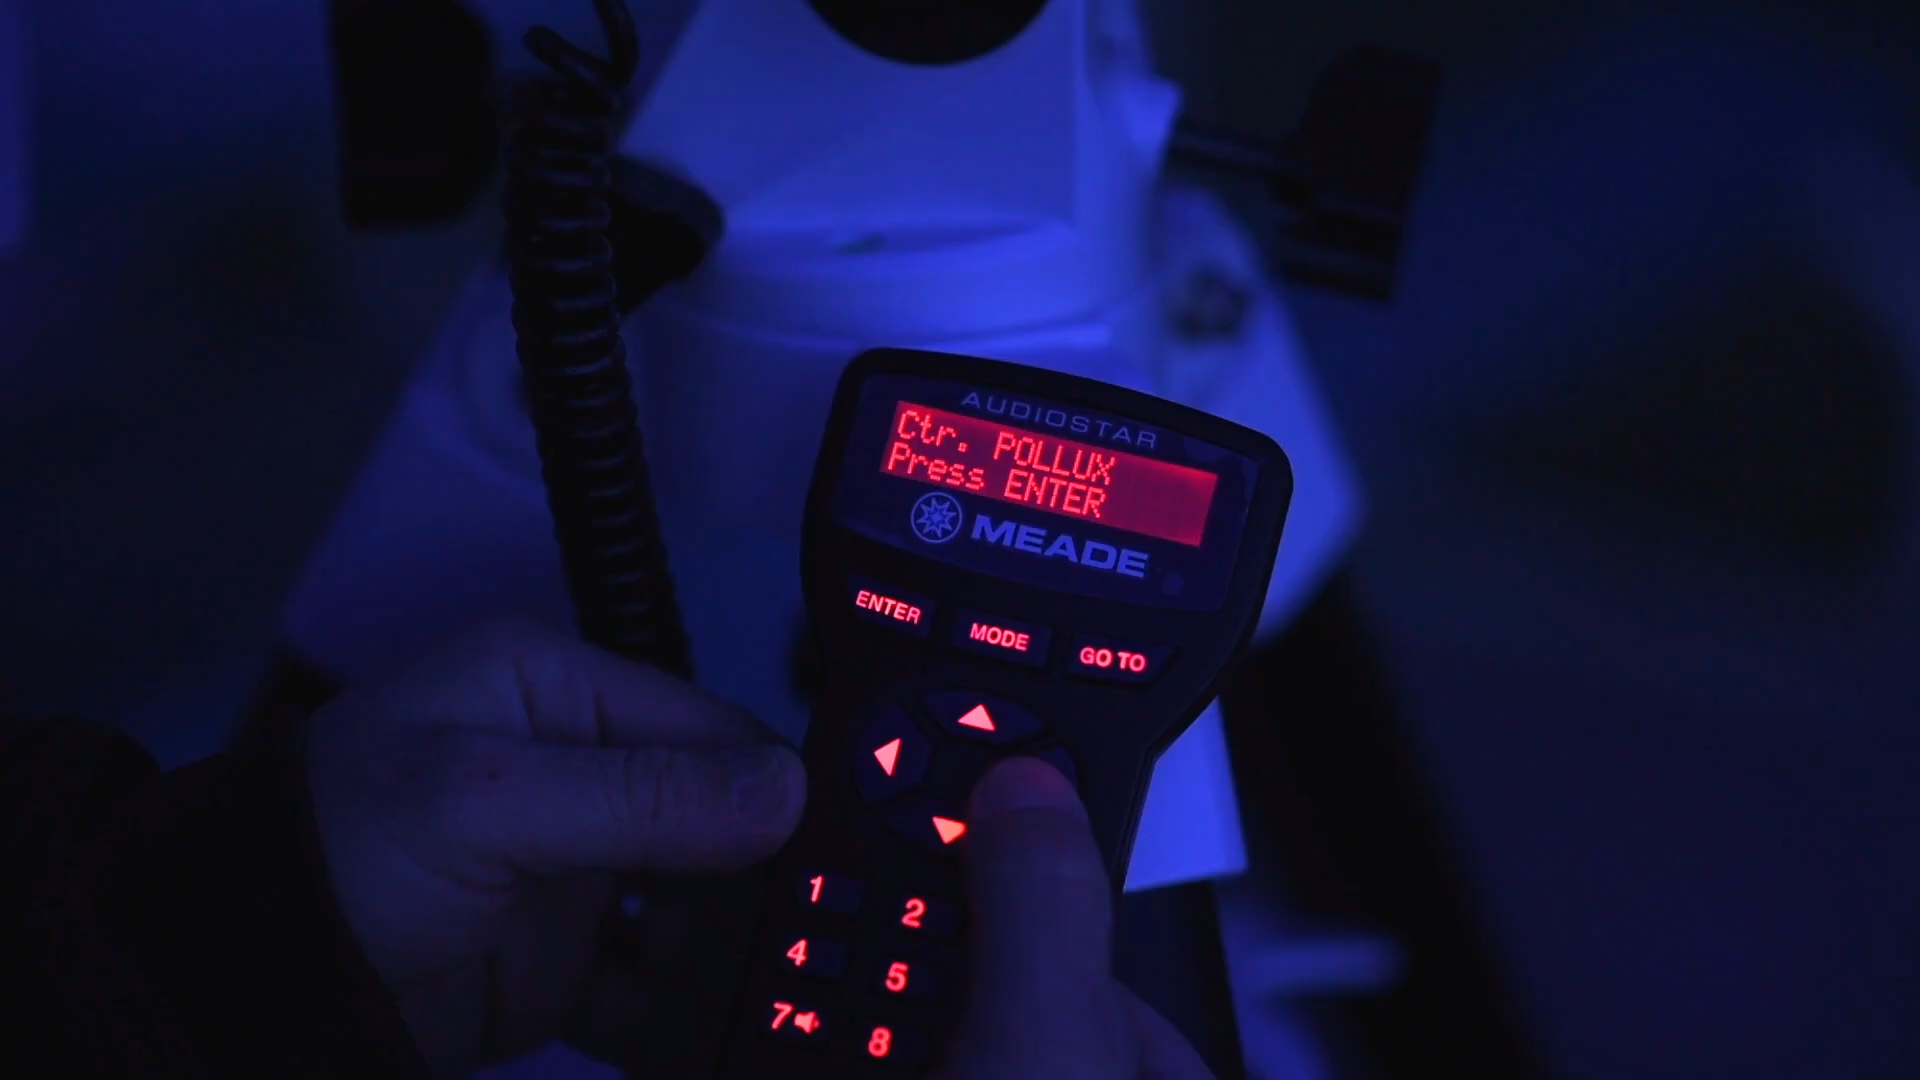 AUDIOSTAR
Ctr. POLLUX
Press ENTER
MEADE
ENTER MODE GO TO
1 2
4 5
7 8